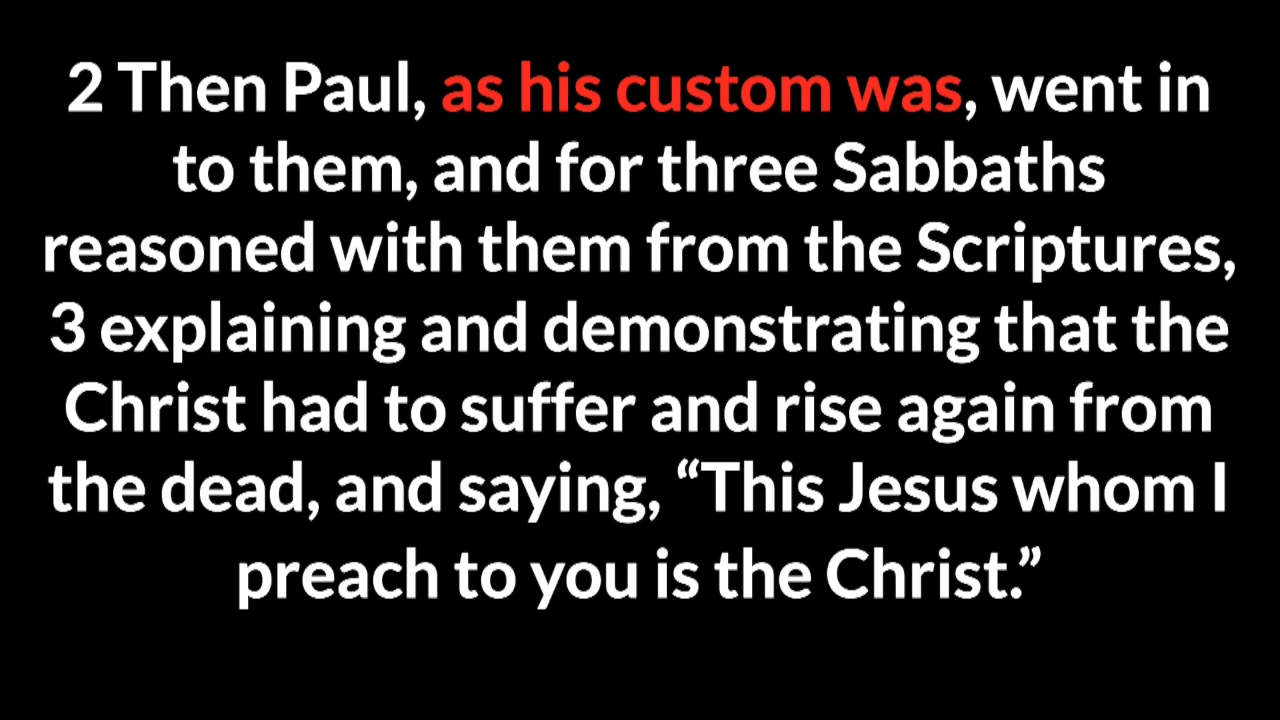 2 Then Paul, as his custom was, went in
to them, and for three Sabbaths
reasoned with them from the Scriptures,
3 explaining and demonstrating that the
Christ had to suffer and rise again from
the dead, and saying, “This Jesus whom I
preach to you is the Christ.”